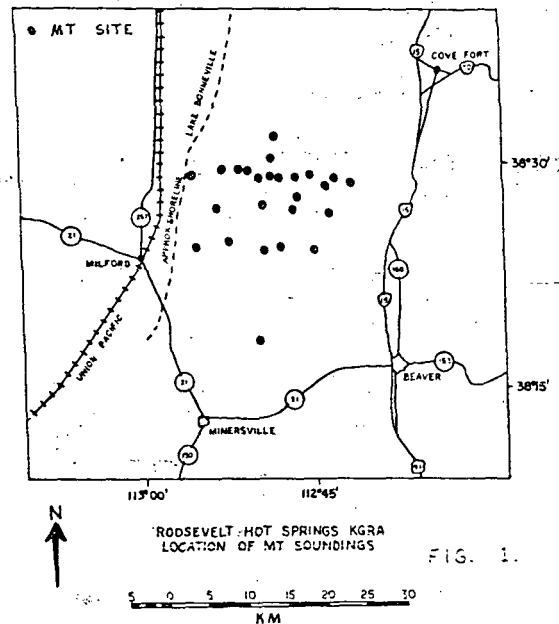 MT SITE
15
COVE FORT
LAKE BONNEVILLE
38°30'
257
21
APPROX SHORELINE
15
MILFORD
160
15
UNION PACIFIC
153
BEAVER
38°15'
21
21
MINERSVILLE
130
91
113°00'
112°45'
N
ROOSEVELT HOT SPRINGS KGRA
LOCATION OF MT SOUNDINGS
FIG. 1.
5 0 5 10 15 20 25 30
KM